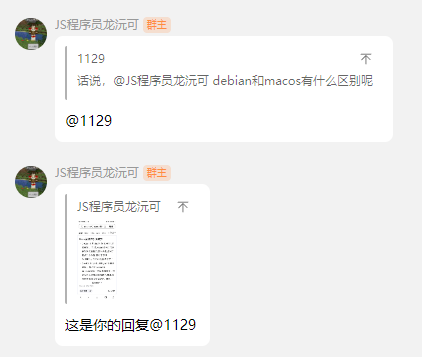 JS程序员龙沅可 群主
1129
话说，@JS程序员龙沅可 debian和macos有什么区别呢
@1129
JS程序员龙沅可 群主
JS程序员龙沅可
这是你的回复@1129